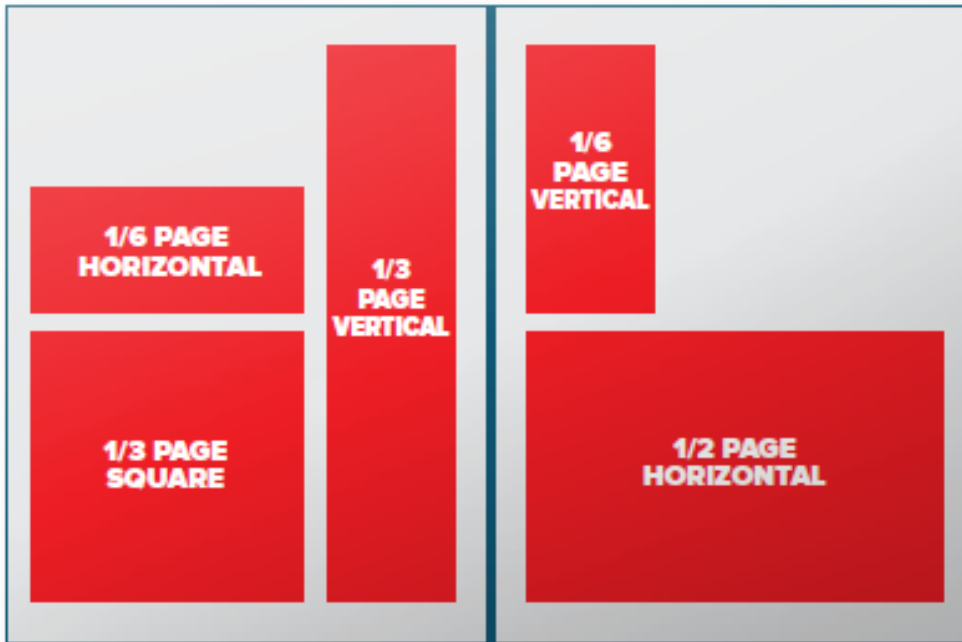 1/6 PAGE
HORIZONTAL
1/3 PAGE
SQUARE
1/3
PAGE
VERTICAL
1/6
PAGE
VERTICAL
1/2 PAGE
HORIZONTAL